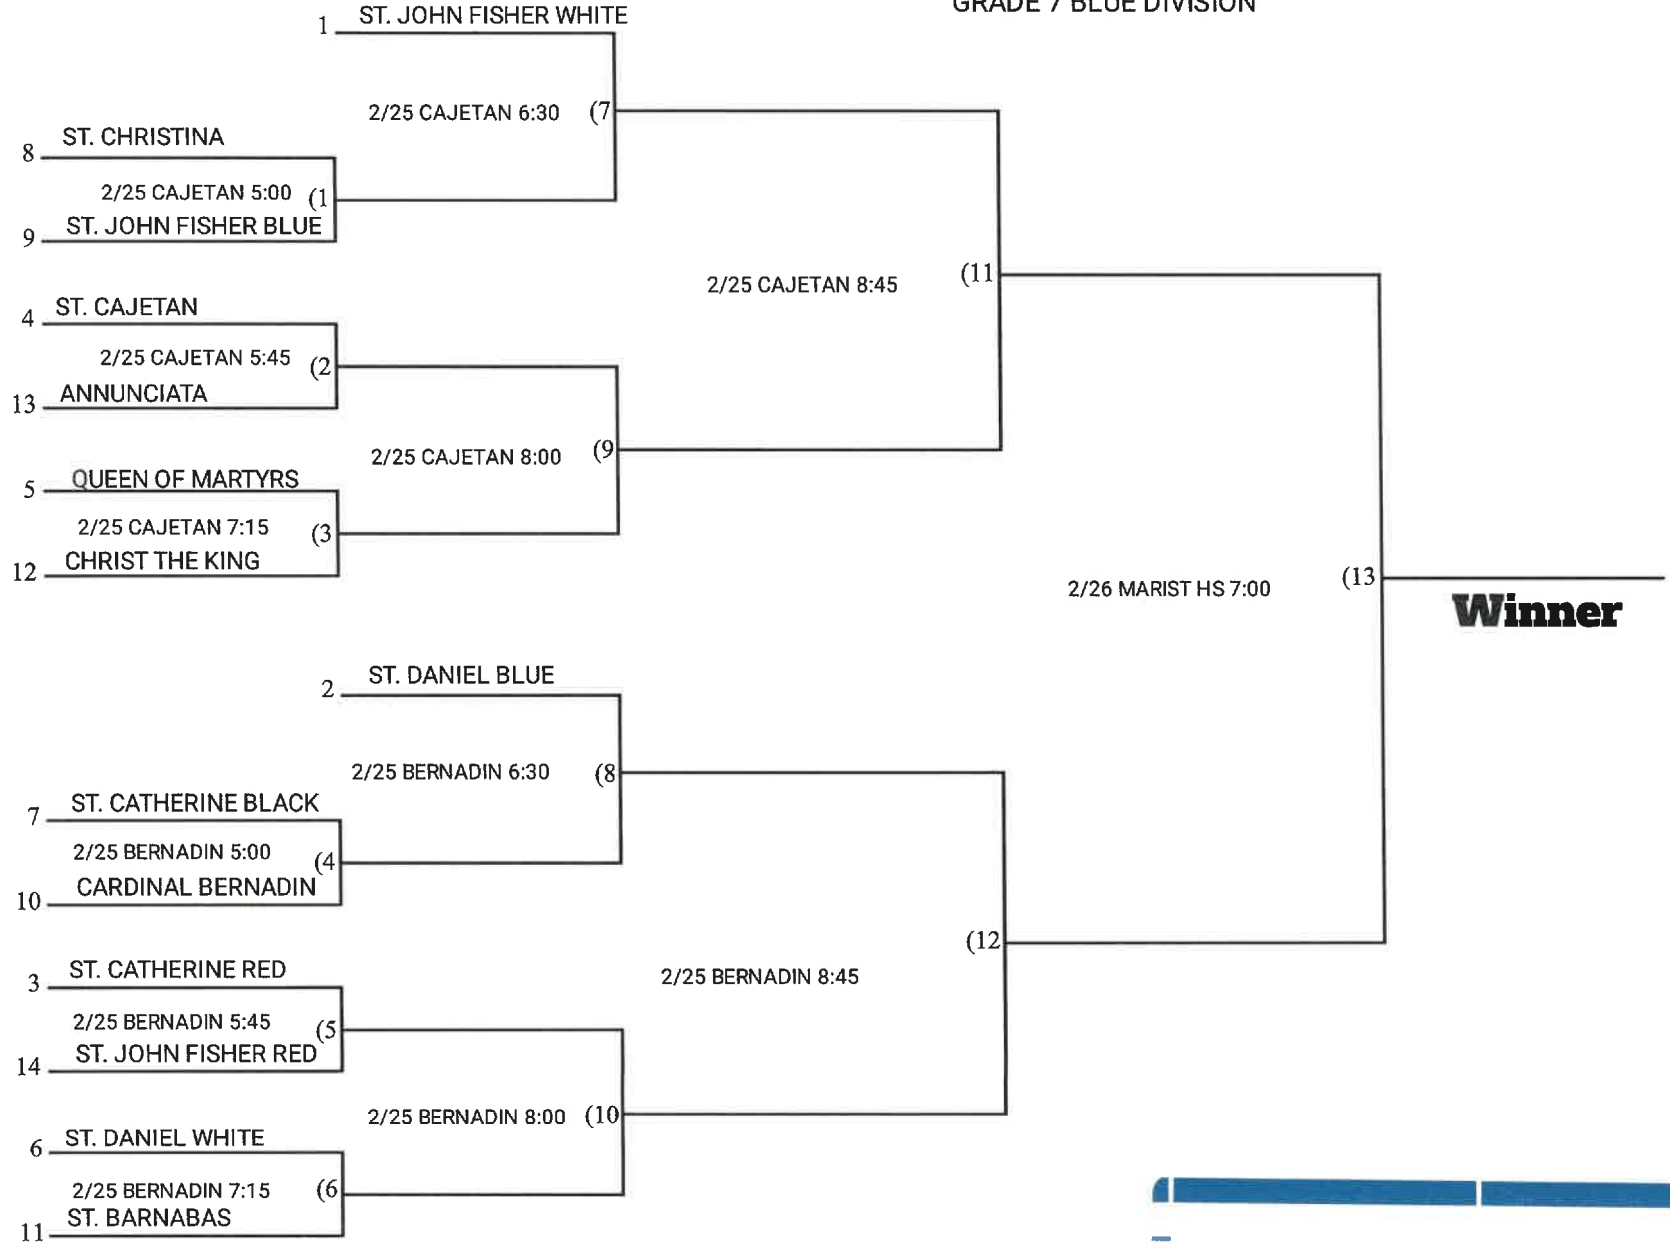 GRADE 7 BLUE DIVISION
1 ST. JOHN FISHER WHITE
2/25 CAJETAN 6:30 (7
8 ST. CHRISTINA
2/25 CAJETAN 5:00 (1
9 ST. JOHN FISHER BLUE
2/25 CAJETAN 8:45 (11
4 ST. CAJETAN
2/25 CAJETAN 5:45 (2
13 ANNUNCIATA
2/25 CAJETAN 8:00 (9
5 QUEEN OF MARTYRS
2/25 CAJETAN 7:15 (3
12 CHRIST THE KING
2/26 MARIST HS 7:00 (13
Winner
2 ST. DANIEL BLUE
2/25 BERNADIN 6:30 (8
7 ST. CATHERINE BLACK
2/25 BERNADIN 5:00 (4
10 CARDINAL BERNADIN
2/25 BERNADIN 8:45 (12
3 ST. CATHERINE RED
2/25 BERNADIN 5:45 (5
14 ST. JOHN FISHER RED
2/25 BERNADIN 8:00 (10
6 ST. DANIEL WHITE
2/25 BERNADIN 7:15 (6
11 ST. BARNABAS